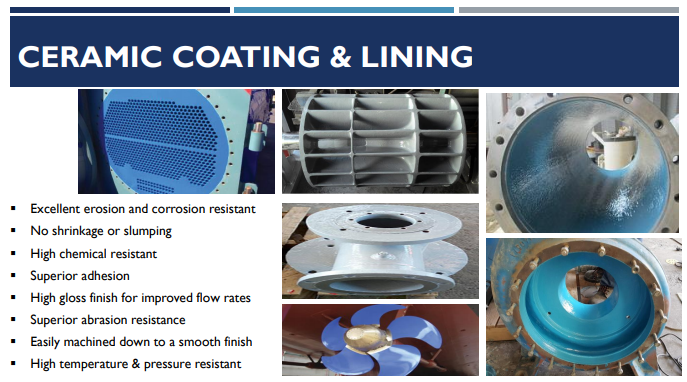 CERAMIC COATING & LINING
▪ Excellent erosion and corrosion resistant
▪ No shrinkage or slumping
▪ High chemical resistant
▪ Superior adhesion
▪ High gloss finish for improved flow rates
▪ Superior abrasion resistance
▪ Easily machined down to a smooth finish
▪ High temperature & pressure resistant